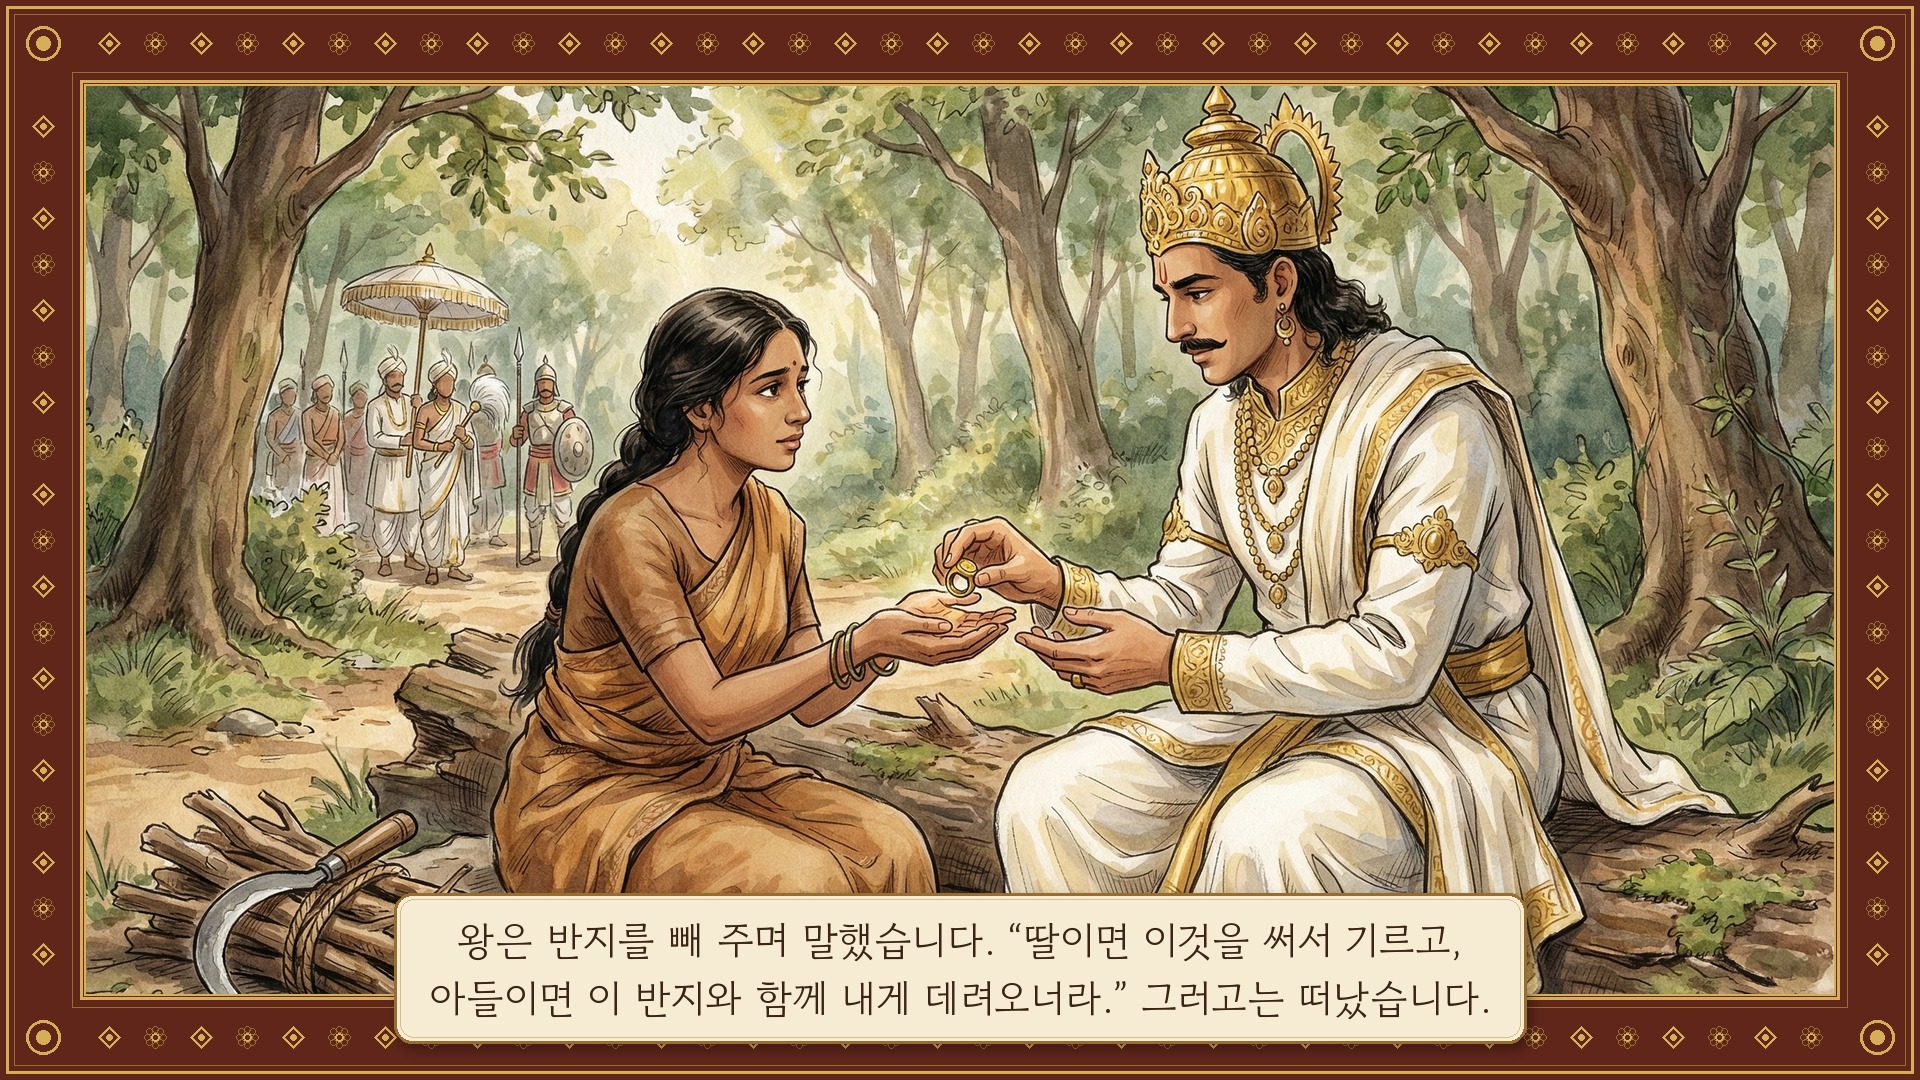 왕은 반지를 빼 주며 말했습니다. “딸이면 이것을 써서 기르고,
아들이면 이 반지와 함께 내게 데려오너라.” 그러고는 떠났습니다.